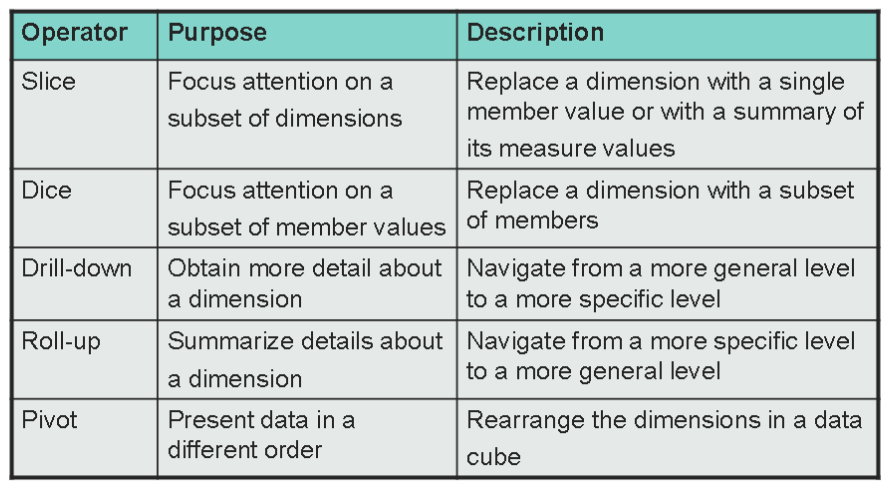 Operator Purpose Description
Slice Focus attention on a
subset of dimensions
Replace a dimension with a single
member value or with a summary of
its measure values
Dice Focus attention on a
subset of member values
Replace a dimension with a subset
of members
Drill-down Obtain more detail about
a dimension
Navigate from a more general level
to a more specific level
Roll-up Summarize details about
a dimension
Navigate from a more specific level
to a more general level
Pivot Present data in a
different order
Rearrange the dimensions in a data
cube